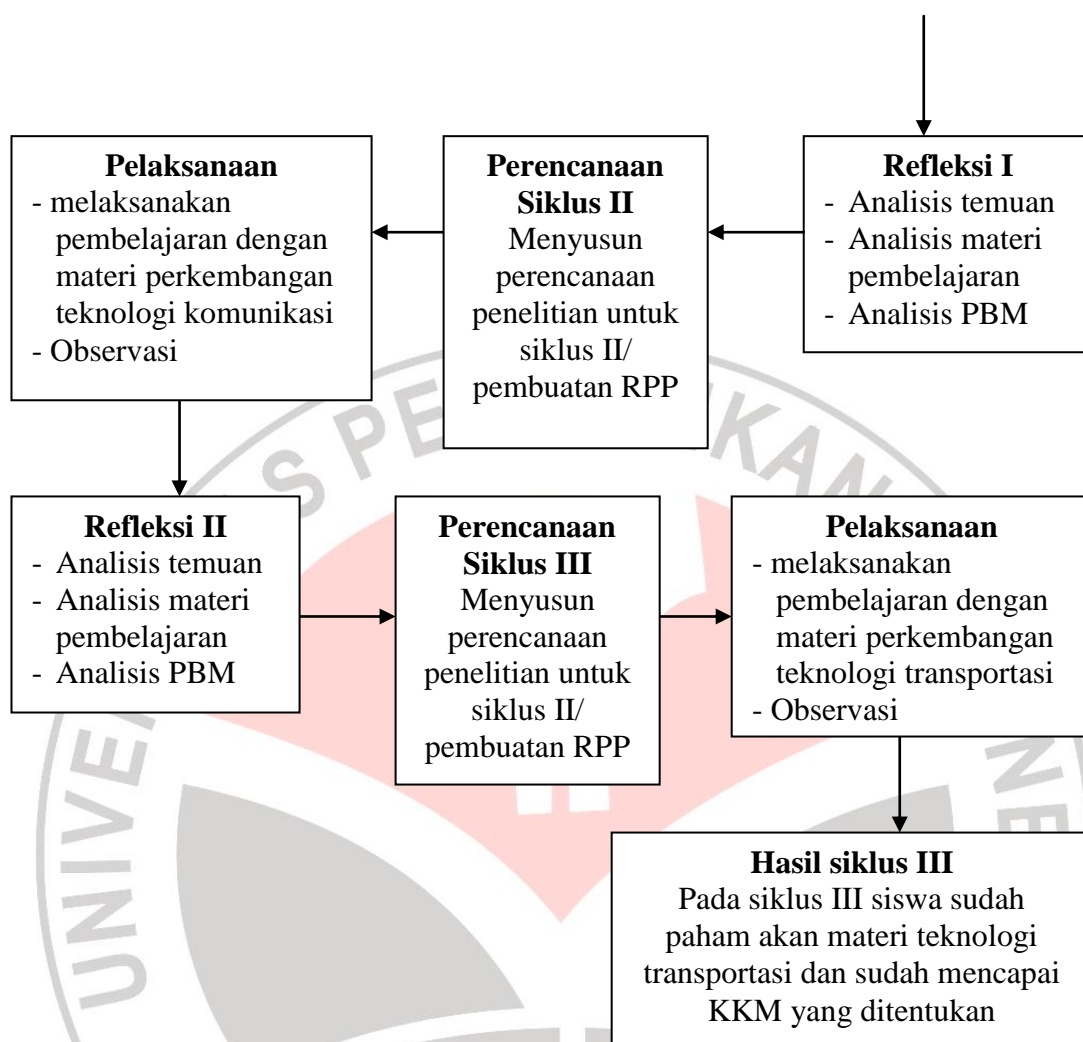 Refleksi I
- Analisis temuan
- Analisis materi
pembelajaran
- Analisis PBM
Perencanaan
Siklus II
Menyusun
perencanaan
penelitian untuk
siklus II/
pembuatan RPP
Pelaksanaan
- melaksanakan
pembelajaran dengan
materi perkembangan
teknologi komunikasi
- Observasi
Refleksi II
- Analisis temuan
- Analisis materi
pembelajaran
- Analisis PBM
Perencanaan
Siklus III
Menyusun
perencanaan
penelitian untuk
siklus II/
pembuatan RPP
Pelaksanaan
- melaksanakan
pembelajaran dengan
materi perkembangan
teknologi transportasi
- Observasi
Hasil siklus III
Pada siklus III siswa sudah
paham akan materi teknologi
transportasi dan sudah mencapai
KKM yang ditentukan